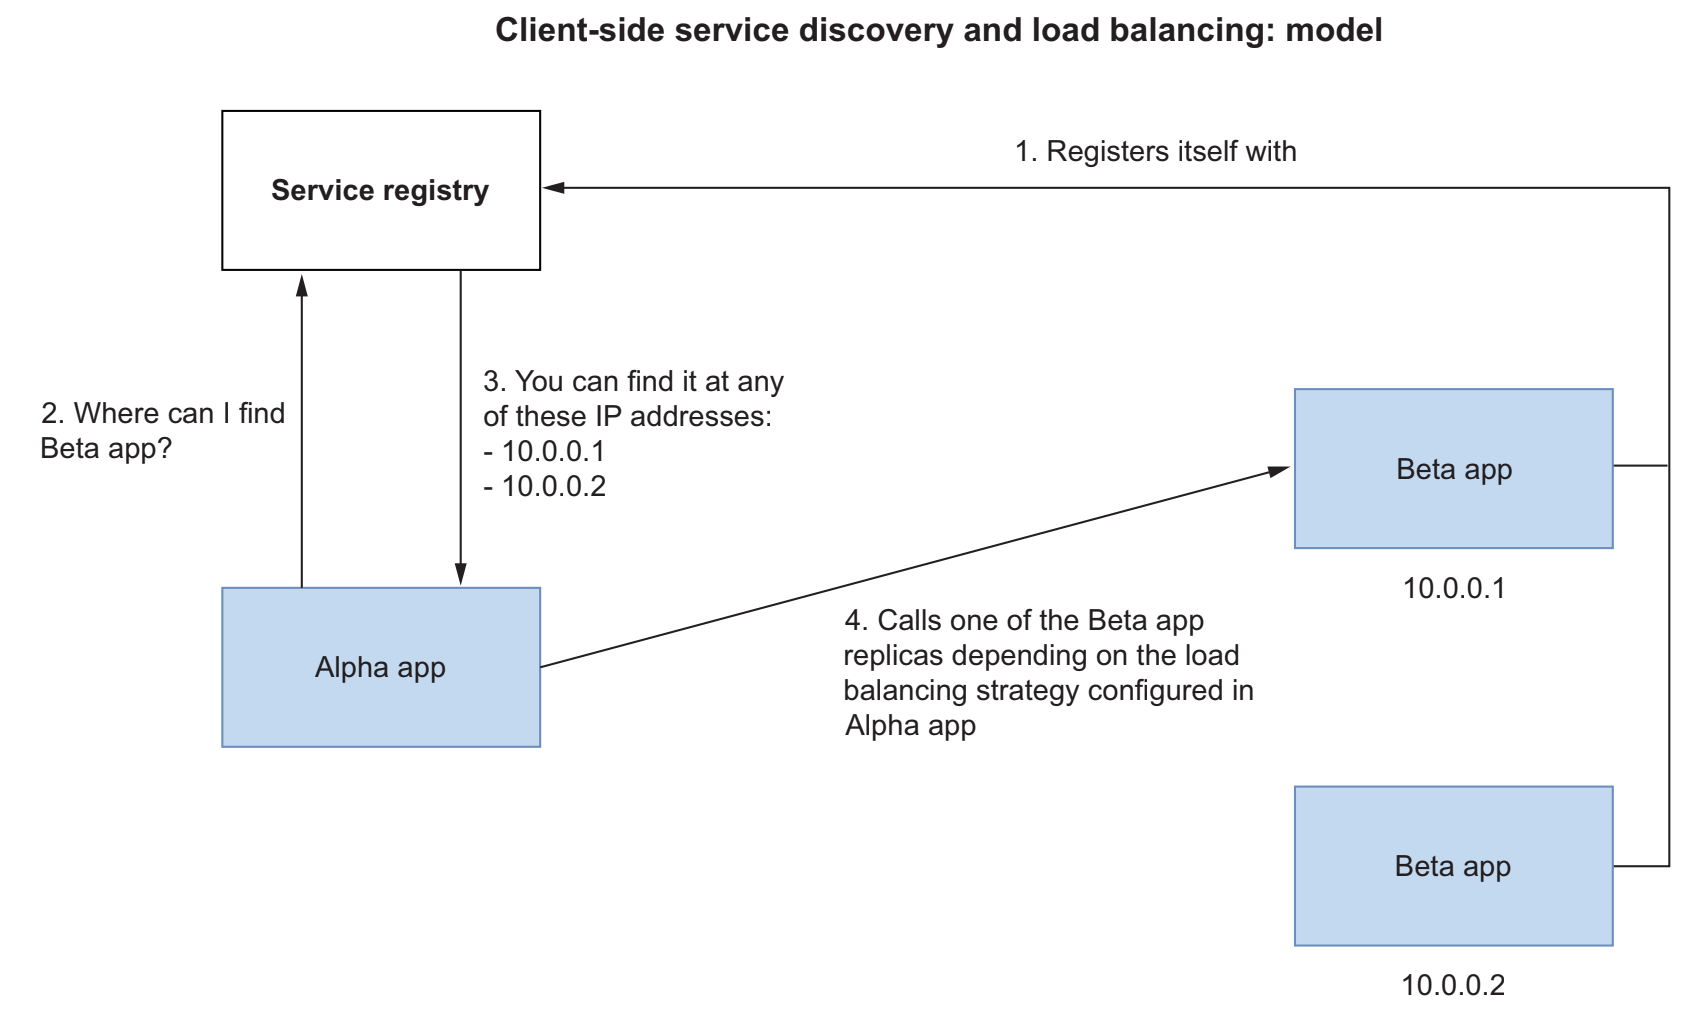 Client-side service discovery and load balancing: model
1. Registers itself with
Service registry
2. Where can I find
Beta app?
3. You can find it at any
of these IP addresses:
- 10.0.0.1
- 10.0.0.2
Beta app
10.0.0.1
Alpha app
4. Calls one of the Beta app
replicas depending on the load
balancing strategy configured in
Alpha app
Beta app
10.0.0.2